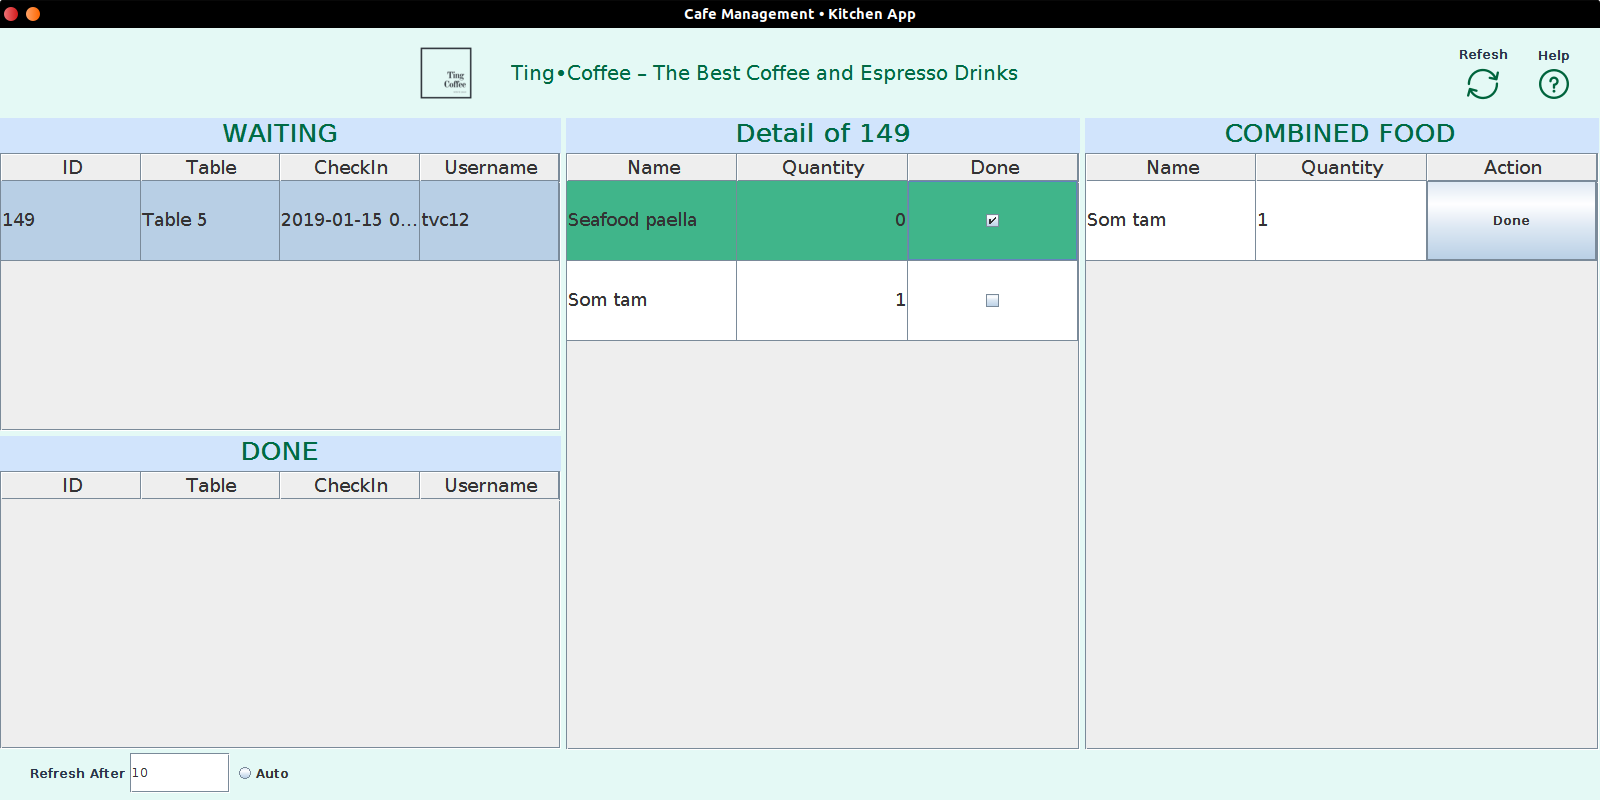 Cafe Management • Kitchen App
Ting
Coffee
Ting•Coffee – The Best Coffee and Espresso Drinks
Refesh
Help
WAITING
ID Table CheckIn Username
149 Table 5 2019-01-15 0... tvc12
DONE
ID Table CheckIn Username
Detail of 149
Name Quantity Done
Seafood paella 0
Som tam 1
COMBINED FOOD
Name Quantity Action
Som tam 1 Done
Refresh After 10 Auto